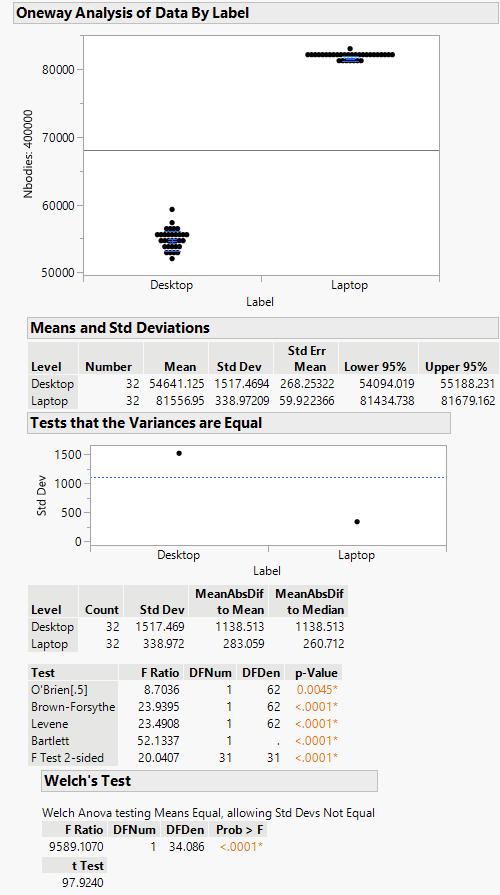 Oneway Analysis of Data By Label
Nbodies: 400000
80000
70000
60000
50000
Desktop Laptop
Label
Means and Std Deviations
Level Number Mean Std Dev Std Err Mean Lower 95% Upper 95%
Desktop 32 54641.125 1517.4694 268.25322 54094.019 55188.231
Laptop 32 81556.95 338.97209 59.922366 81434.738 81679.162
Tests that the Variances are Equal
Std Dev
1500
1000
500
0
Desktop Laptop
Label
Level Count Std Dev MeanAbsDif to Mean MeanAbsDif to Median
Desktop 32 1517.469 1138.513 1138.513
Laptop 32 338.972 283.059 260.712
Test F Ratio DFNum DFDen p-Value
O'Brien[.5] 8.7036 1 62 0.0045*
Brown-Forsythe 23.9395 1 62 <.0001*
Levene 23.4908 1 62 <.0001*
Bartlett 52.1337 1 . <.0001*
F Test 2-sided 20.0407 31 31 <.0001*
Welch's Test
Welch Anova testing Means Equal, allowing Std Devs Not Equal
F Ratio DFNum DFDen Prob > F
9589.1070 1 34.086 <.0001*
t Test
97.9240